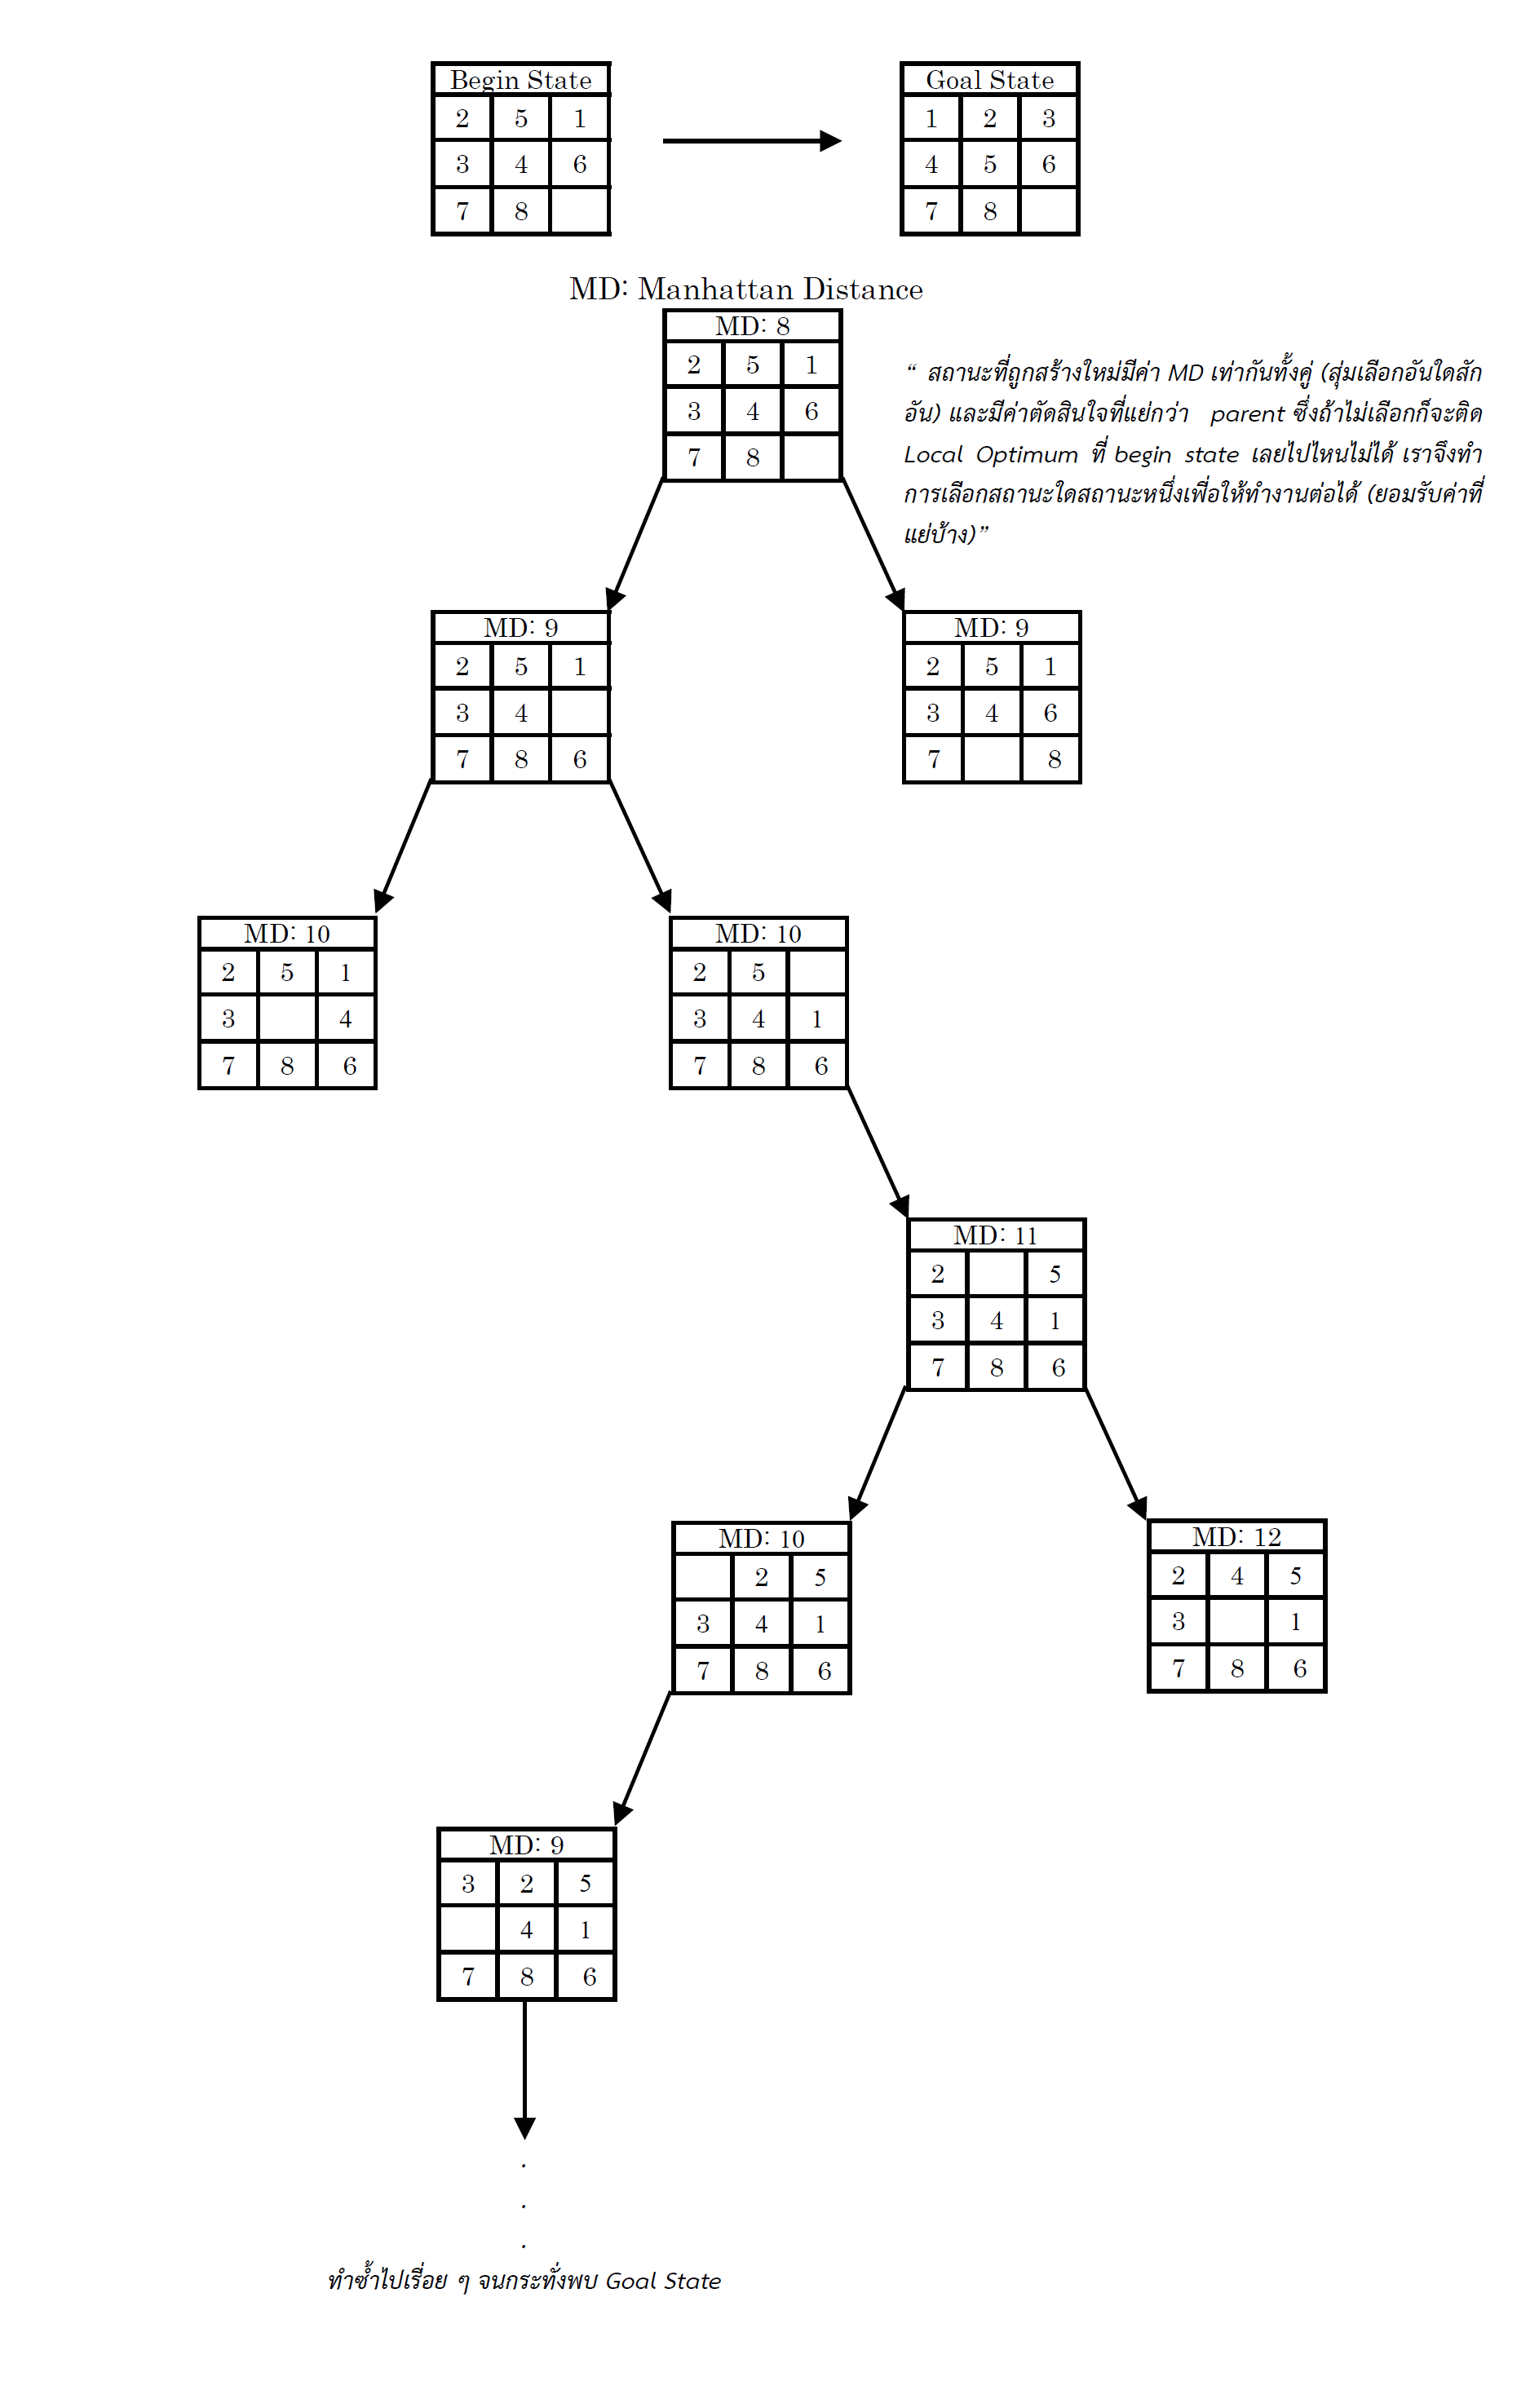 Begin State
2 5 1
3 4 6
7 8
Goal State
1 2 3
4 5 6
7 8
MD: Manhattan Distance
MD: 8
2 5 1
3 4 6
7 8
“ สถานะที่ถูกสร้างใหม่มีค่า MD เท่ากันทั้งคู่ (สุ่มเลือกอันใดสัก
อัน) และมีค่าตัดสินใจที่แย่กว่า parent ซึ่งถ้าไม่เลือกก็จะติด
Local Optimum ที่ begin state เลยไปไหนไม่ได้ เราจึงทำ
การเลือกสถานะใดสถานะหนึ่งเพื่อให้ทำงานต่อได้ (ยอมรับค่าที่
แย่บ้าง)”
MD: 9
2 5 1
3 4
7 8 6
MD: 9
2 5 1
3 4 6
7 8
MD: 10
2 5 1
3 4
7 8 6
MD: 10
2 5
3 4 1
7 8 6
MD: 11
2 5
3 4 1
7 8 6
MD: 10
2 5
3 4 1
7 8 6
MD: 12
2 4 5
3 1
7 8 6
MD: 9
3 2 5
4 1
7 8 6
.
.
.
ทำซ้ำไปเรื่อย ๆ จนกระทั่งพบ Goal State